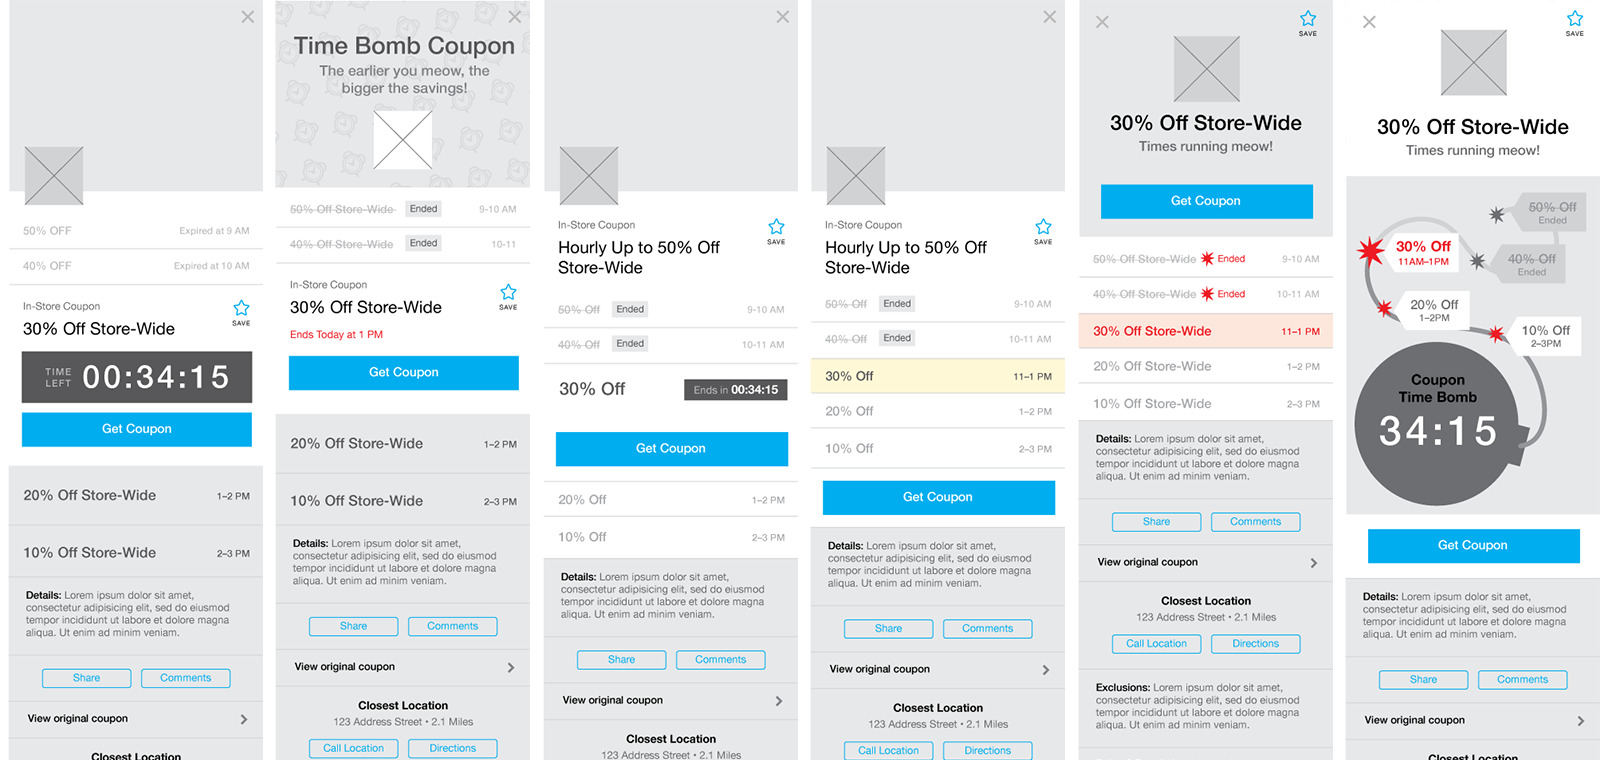 50% OFF Expired at 9 AM
40% OFF Expired at 10 AM
In-Store Coupon
30% Off Store-Wide
SAVE
TIME
LEFT 00:34:15
Get Coupon
20% Off Store-Wide 1–2 PM
10% Off Store-Wide 2–3 PM
Details: Lorem ipsum dolor sit amet,
consectetur adipisicing elit, sed do eiusmod
tempor incididunt ut labore et dolore magna
aliqua. Ut enim ad minim veniam.
Share Comments
View original coupon
Closest Location
Time Bomb Coupon
The earlier you meow, the
bigger the savings!
50% Off Store-Wide Ended 9-10 AM
40% Off Store-Wide Ended 10-11
In-Store Coupon
30% Off Store-Wide
SAVE
Ends Today at 1 PM
Get Coupon
20% Off Store-Wide 1–2 PM
10% Off Store-Wide 2–3 PM
Details: Lorem ipsum dolor sit amet,
consectetur adipisicing elit, sed do eiusmod
tempor incididunt ut labore et dolore magna
aliqua. Ut enim ad minim veniam.
Share Comments
View original coupon
Closest Location
123 Address Street • 2.1 Miles
Call Location Directions
In-Store Coupon
SAVE
Hourly Up to 50% Off
Store-Wide
50% Off Ended 9-10 AM
40% Off Ended 10-11 AM
30% Off Ends in 00:34:15
Get Coupon
20% Off 1–2 PM
10% Off 2–3 PM
Details: Lorem ipsum dolor sit amet,
consectetur adipisicing elit, sed do eiusmod
tempor incididunt ut labore et dolore magna
aliqua. Ut enim ad minim veniam.
Share Comments
View original coupon
Closest Location
123 Address Street • 2.1 Miles
In-Store Coupon
SAVE
Hourly Up to 50% Off
Store-Wide
50% Off Ended 9-10 AM
40% Off Ended 10-11 AM
30% Off 11–1 PM
20% Off 1–2 PM
10% Off 2–3 PM
Get Coupon
Details: Lorem ipsum dolor sit amet,
consectetur adipisicing elit, sed do eiusmod
tempor incididunt ut labore et dolore magna
aliqua. Ut enim ad minim veniam.
Share Comments
View original coupon
Closest Location
123 Address Street • 2.1 Miles
Call Location Directions
SAVE
30% Off Store-Wide
Times running meow!
Get Coupon
50% Off Store-Wide Ended 9-10 AM
40% Off Store-Wide Ended 10-11 AM
30% Off Store-Wide 11–1 PM
20% Off Store-Wide 1–2 PM
10% Off Store-Wide 2–3 PM
Details: Lorem ipsum dolor sit amet,
consectetur adipisicing elit, sed do eiusmod
tempor incididunt ut labore et dolore magna
aliqua. Ut enim ad minim veniam.
Share Comments
View original coupon
Closest Location
123 Address Street • 2.1 Miles
Call Location Directions
Exclusions: Lorem ipsum dolor sit amet,
consectetur adipisicing elit, sed do eiusmod
tempor incididunt ut labore et dolore magna
aliqua. Ut enim ad minim veniam.
SAVE
30% Off Store-Wide
Times running meow!
50% Off
Ended
30% Off
11AM–1PM
40% Off
Ended
20% Off
1–2PM
10% Off
2–3PM
Coupon
Time Bomb
34:15
Get Coupon
Details: Lorem ipsum dolor sit amet,
consectetur adipisicing elit, sed do eiusmod
tempor incididunt ut labore et dolore magna
aliqua. Ut enim ad minim veniam.
Share Comments
View original coupon
Closest Location